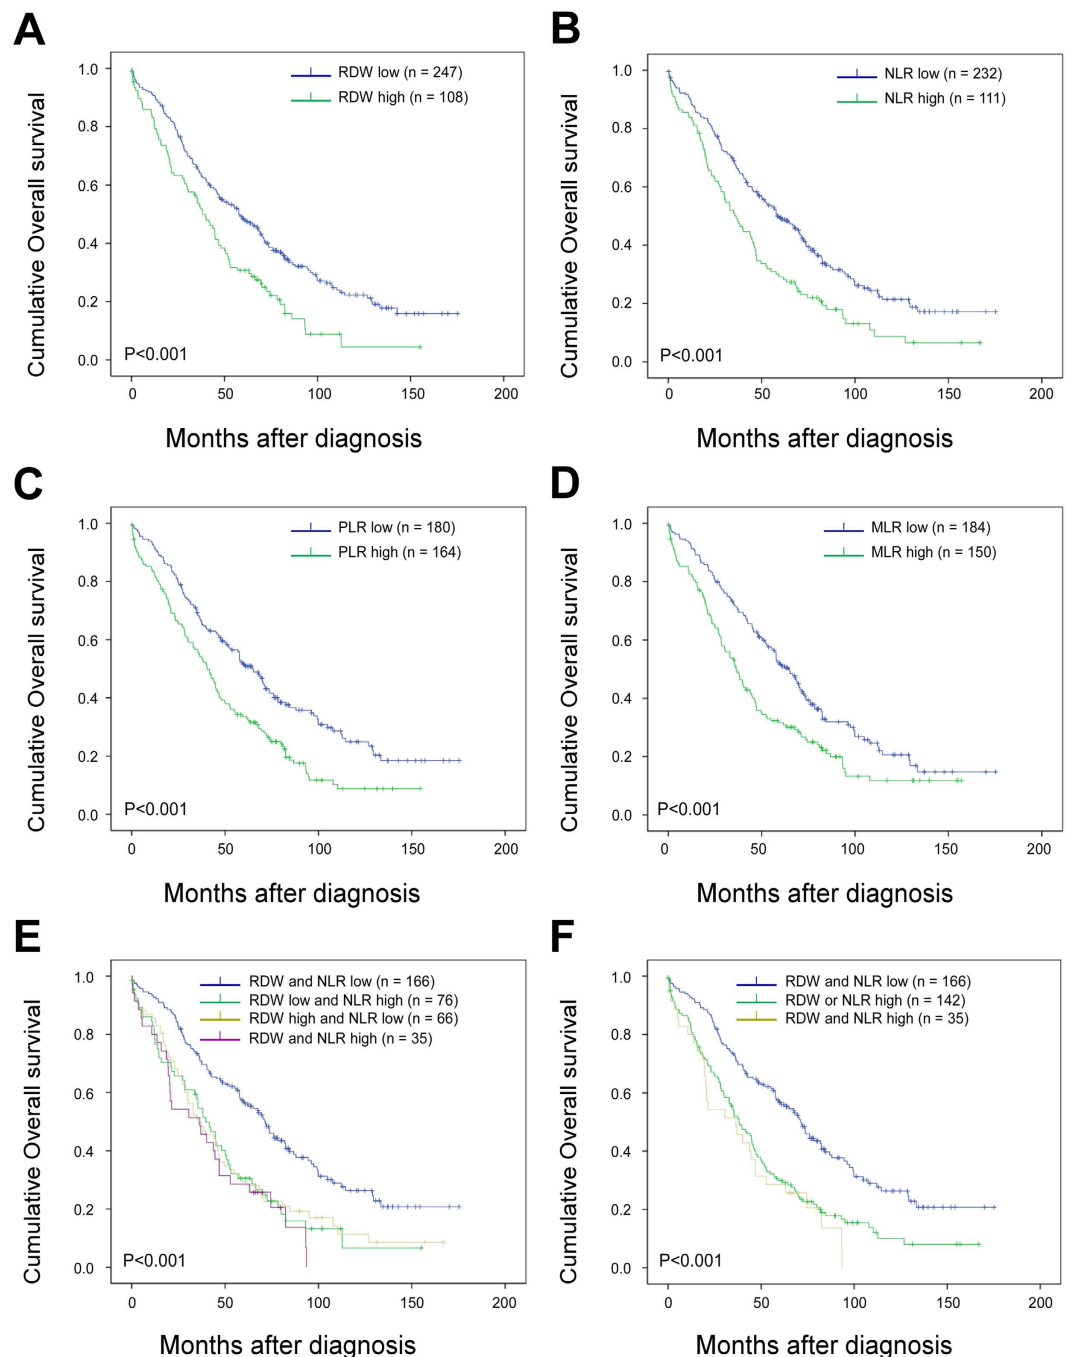 A
Cumulative Overall survival
1.0
0.8
0.6
0.4
0.2
0.0
RDW low (n = 247)
RDW high (n = 108)
P<0.001
0 50 100 150 200
Months after diagnosis
B
Cumulative Overall survival
1.0
0.8
0.6
0.4
0.2
0.0
NLR low (n = 232)
NLR high (n = 111)
P<0.001
0 50 100 150 200
Months after diagnosis
C
Cumulative Overall survival
1.0
0.8
0.6
0.4
0.2
0.0
PLR low (n = 180)
PLR high (n = 164)
P<0.001
0 50 100 150 200
Months after diagnosis
D
Cumulative Overall survival
1.0
0.8
0.6
0.4
0.2
0.0
MLR low (n = 184)
MLR high (n = 150)
P<0.001
0 50 100 150 200
Months after diagnosis
E
Cumulative Overall survival
1.0
0.8
0.6
0.4
0.2
0.0
RDW and NLR low (n = 166)
RDW low and NLR high (n = 76)
RDW high and NLR low (n = 66)
RDW and NLR high (n = 35)
P<0.001
0 50 100 150 200
Months after diagnosis
F
Cumulative Overall survival
1.0
0.8
0.6
0.4
0.2
0.0
RDW and NLR low (n = 166)
RDW or NLR high (n = 142)
RDW and NLR high (n = 35)
P<0.001
0 50 100 150 200
Months after diagnosis